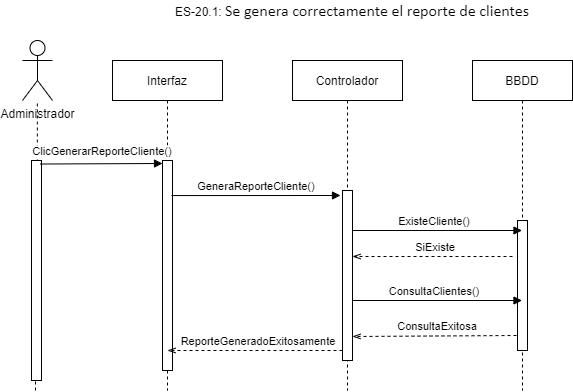 ES-20.1: Se genera correctamente el reporte de clientes
Interfaz
Controlador
BBDD
Administrador
ClicGenerarReporteCliente()
GeneraReporteCliente()
ExisteCliente()
SiExiste
ConsultaClientes()
ConsultaExitosa
ReporteGeneradoExitosamente